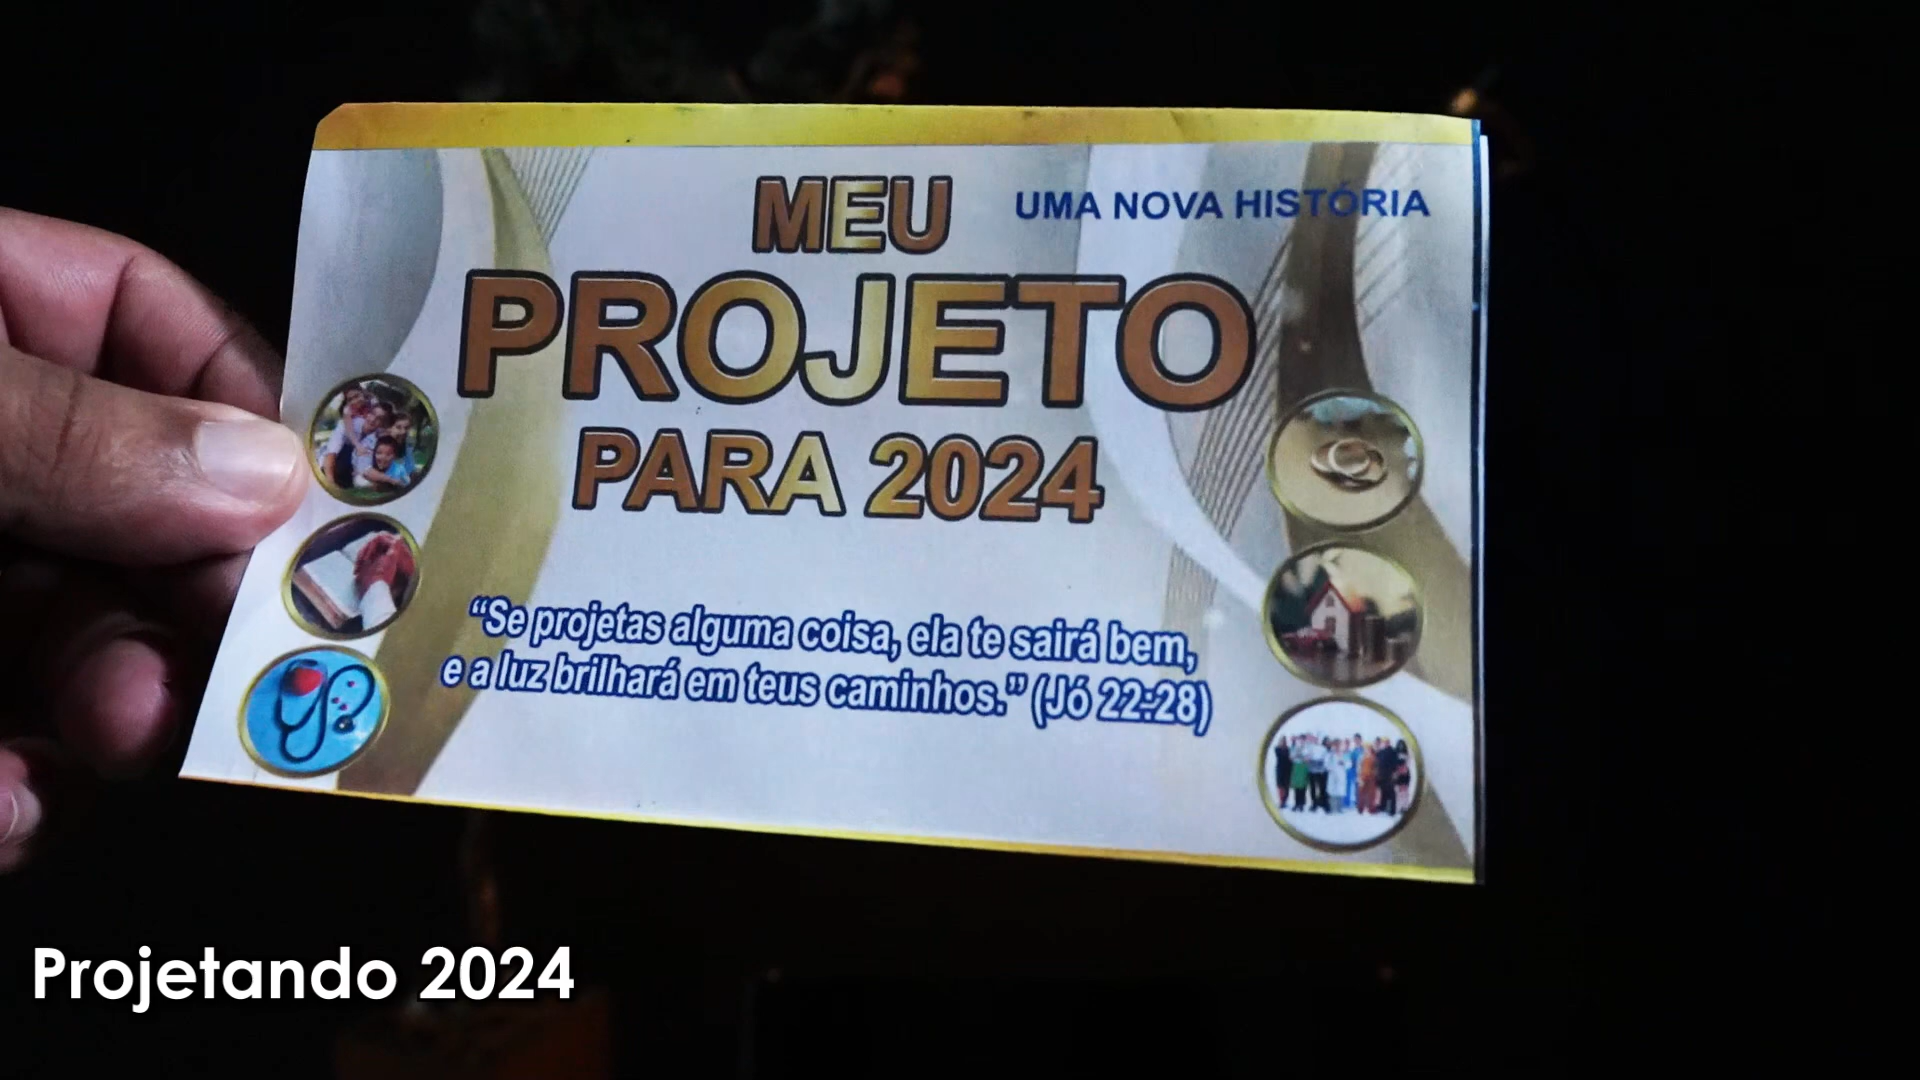 MEU
UMA NOVA HISTÓRIA
PROJETO
PARA 2024
“Se projetas alguma coisa, ela te sairá bem,
e a luz brilhará em teus caminhos.” (Jó 22:28)
Projetando 2024